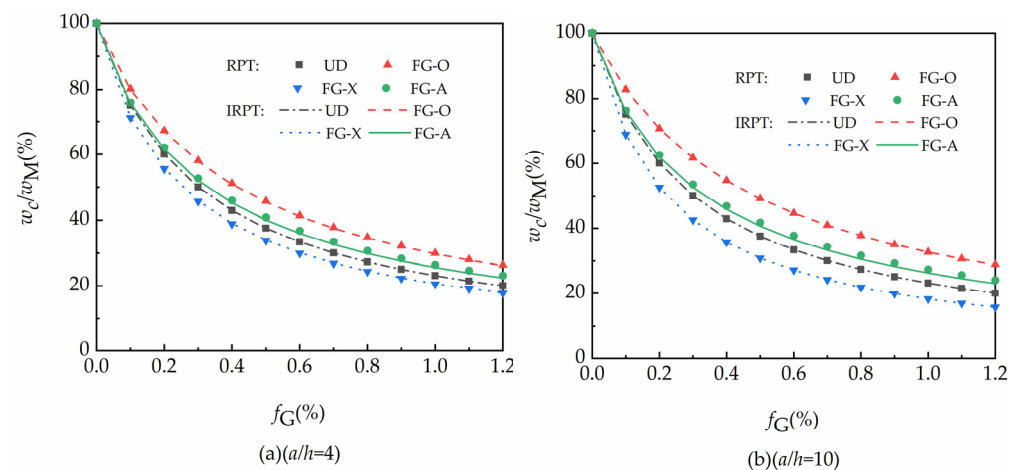 100
80
60
40
20
0
w_c/w_M(%)
RPT: UD FG-O
FG-X FG-A
IRPT: UD FG-O
FG-X FG-A
0.0 0.2 0.4 0.6 0.8 1.0 1.2
f_G(%)
(a)(a/h=4)
100
80
60
40
20
0
w_c/w_M(%)
RPT: UD FG-O
FG-X FG-A
IRPT: UD FG-O
FG-X FG-A
0.0 0.2 0.4 0.6 0.8 1.0 1.2
f_G(%)
(b)(a/h=10)